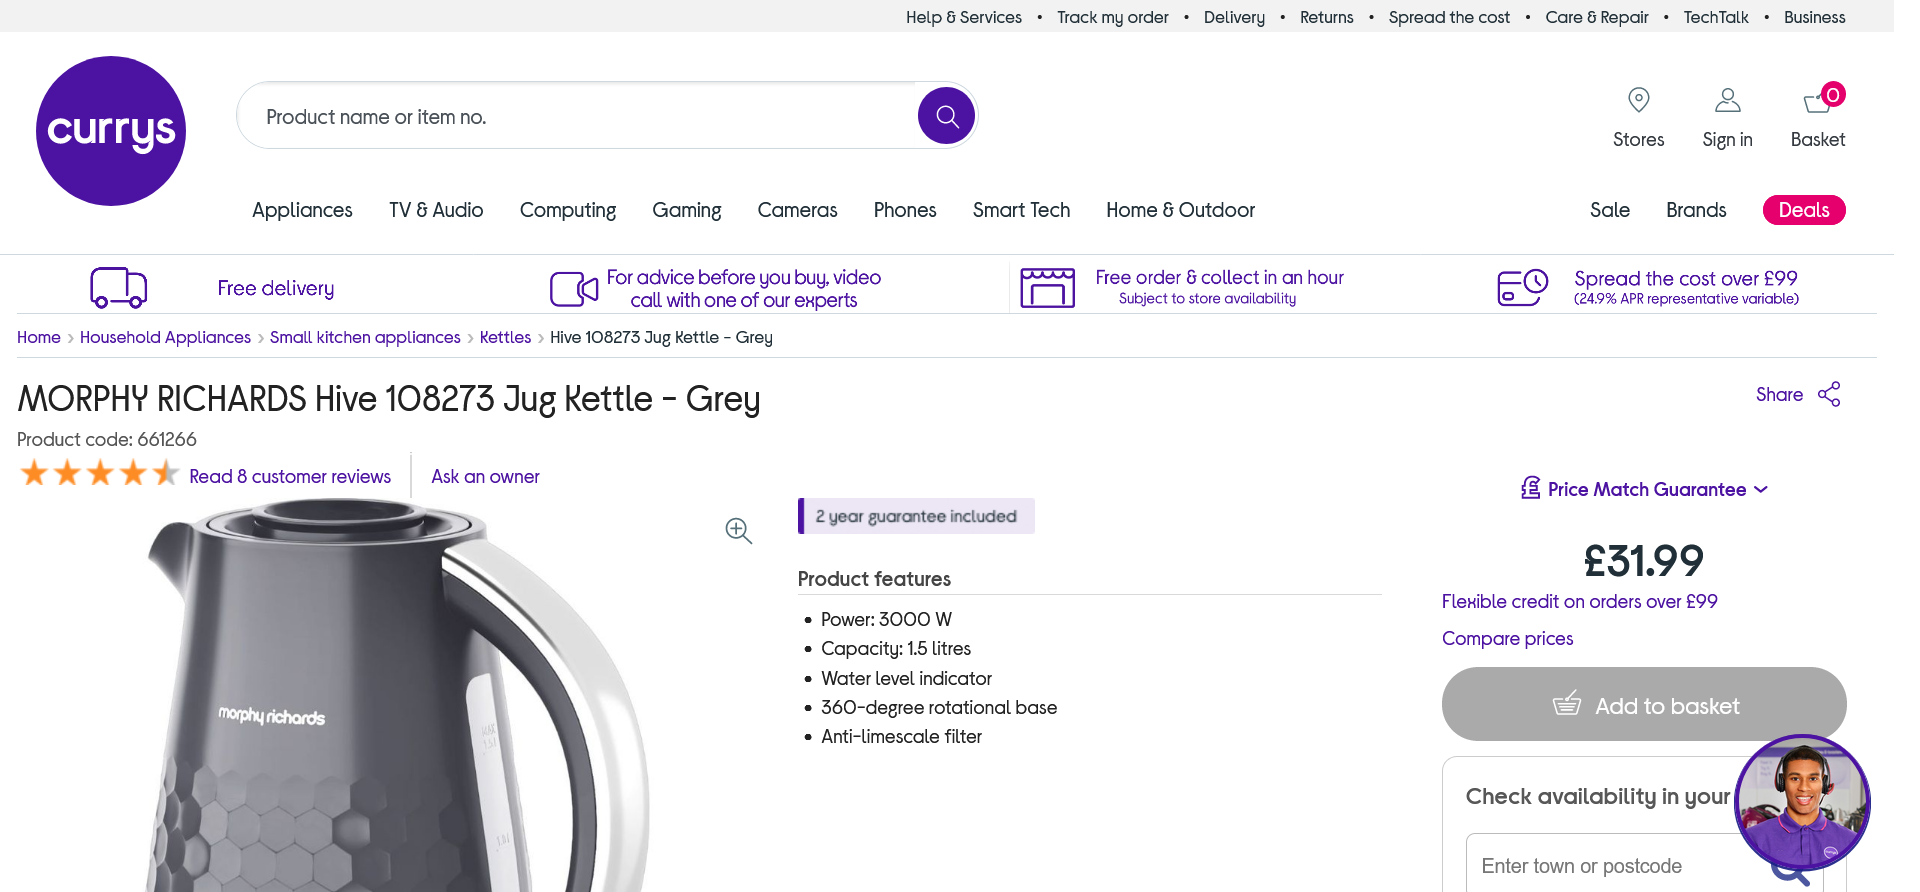 Help & Services • Track my order • Delivery • Returns • Spread the cost • Care & Repair • TechTalk • Business
currys
Product name or item no.
Stores
Sign in
0
Basket
Appliances TV & Audio Computing Gaming Cameras Phones Smart Tech Home & Outdoor Sale Brands Deals
Free delivery
For advice before you buy, video
call with one of our experts
Free order & collect in an hour
Subject to store availability
Spread the cost over £99
(24.9% APR representative variable)
Home › Household Appliances › Small kitchen appliances › Kettles › Hive 108273 Jug Kettle - Grey
MORPHY RICHARDS Hive 108273 Jug Kettle - Grey
Share
Product code: 661266
Read 8 customer reviews
Ask an owner
morphy richards
MAX
1.5L
1.0L
2 year guarantee included
Product features
• Power: 3000 W
• Capacity: 1.5 litres
• Water level indicator
• 360-degree rotational base
• Anti-limescale filter
Price Match Guarantee
£31.99
Flexible credit on orders over £99
Compare prices
Add to basket
Check availability in your
Enter town or postcode